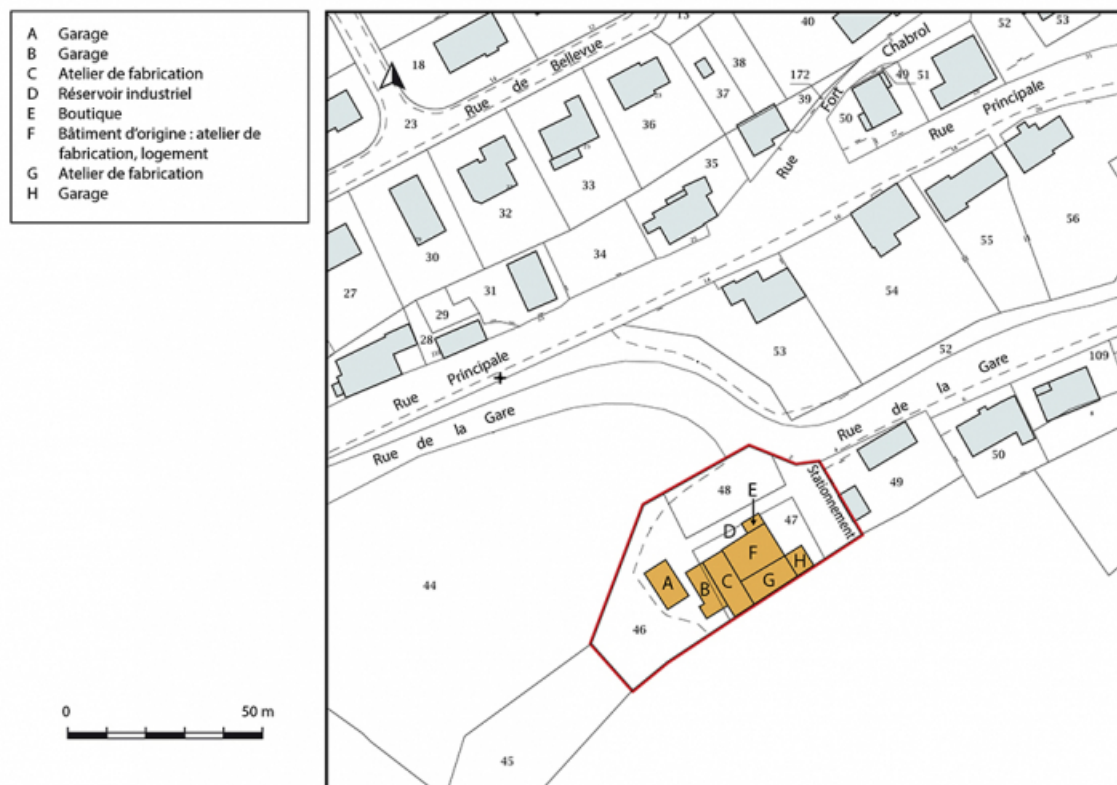 A Garage
B Garage
C Atelier de fabrication
D Réservoir industriel
E Boutique
F Bâtiment d'origine : atelier de
fabrication, logement
G Atelier de fabrication
H Garage
0 50 m
18
13
40
52
53
Rue de Bellevue
38
172
Chabrol
49
51
23
37
39
Fort
50
Rue Principale
36
35
Rue
33
32
56
55
30
34
54
27
31
29
28
53
52
Rue Principale
109
Rue de la Gare
Rue de la Gare
50
49
48
Stationnement
E
47
D
F
H
A
B
C
G
44
46
45